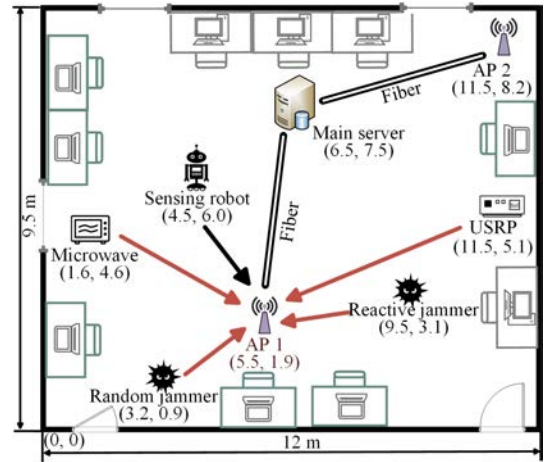 AP 2
(11.5, 8.2)
Fiber
Main server
(6.5, 7.5)
Sensing robot
(4.5, 6.0)
9.5 m
Fiber
USRP
(11.5, 5.1)
Microwave
(1.6, 4.6)
Reactive jammer
(9.5, 3.1)
AP 1
(5.5, 1.9)
Random jammer
(3.2, 0.9)
(0, 0)
12 m